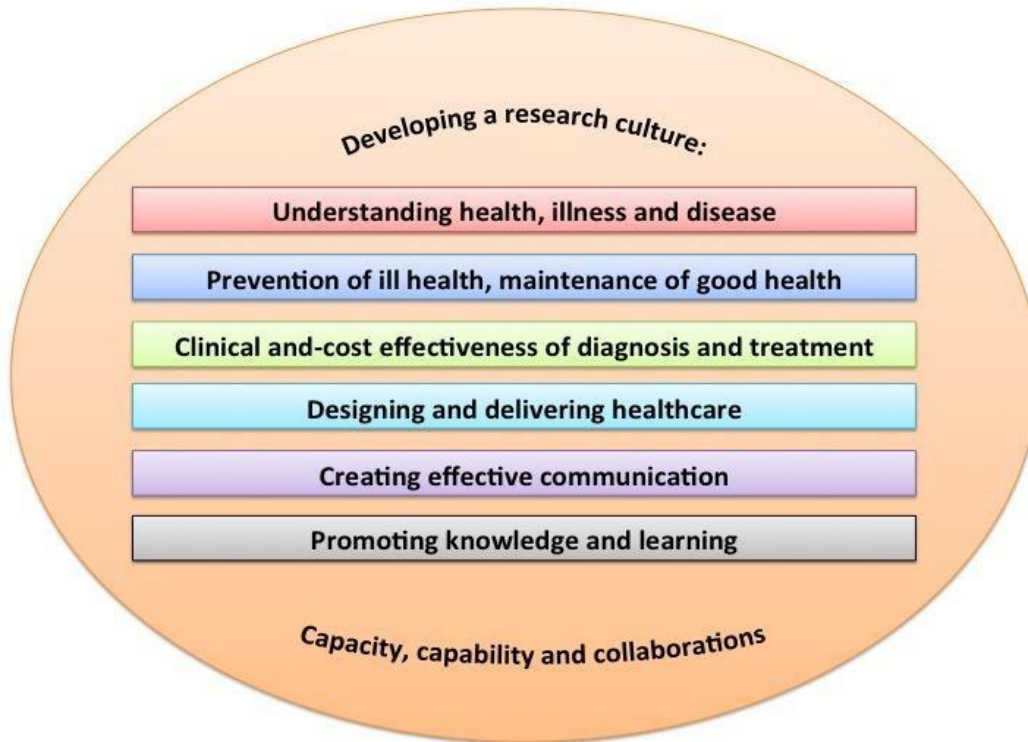 Developing a research culture:
Understanding health, illness and disease
Prevention of ill health, maintenance of good health
Clinical and-cost effectiveness of diagnosis and treatment
Designing and delivering healthcare
Creating effective communication
Promoting knowledge and learning
Capacity, capability and collaborations